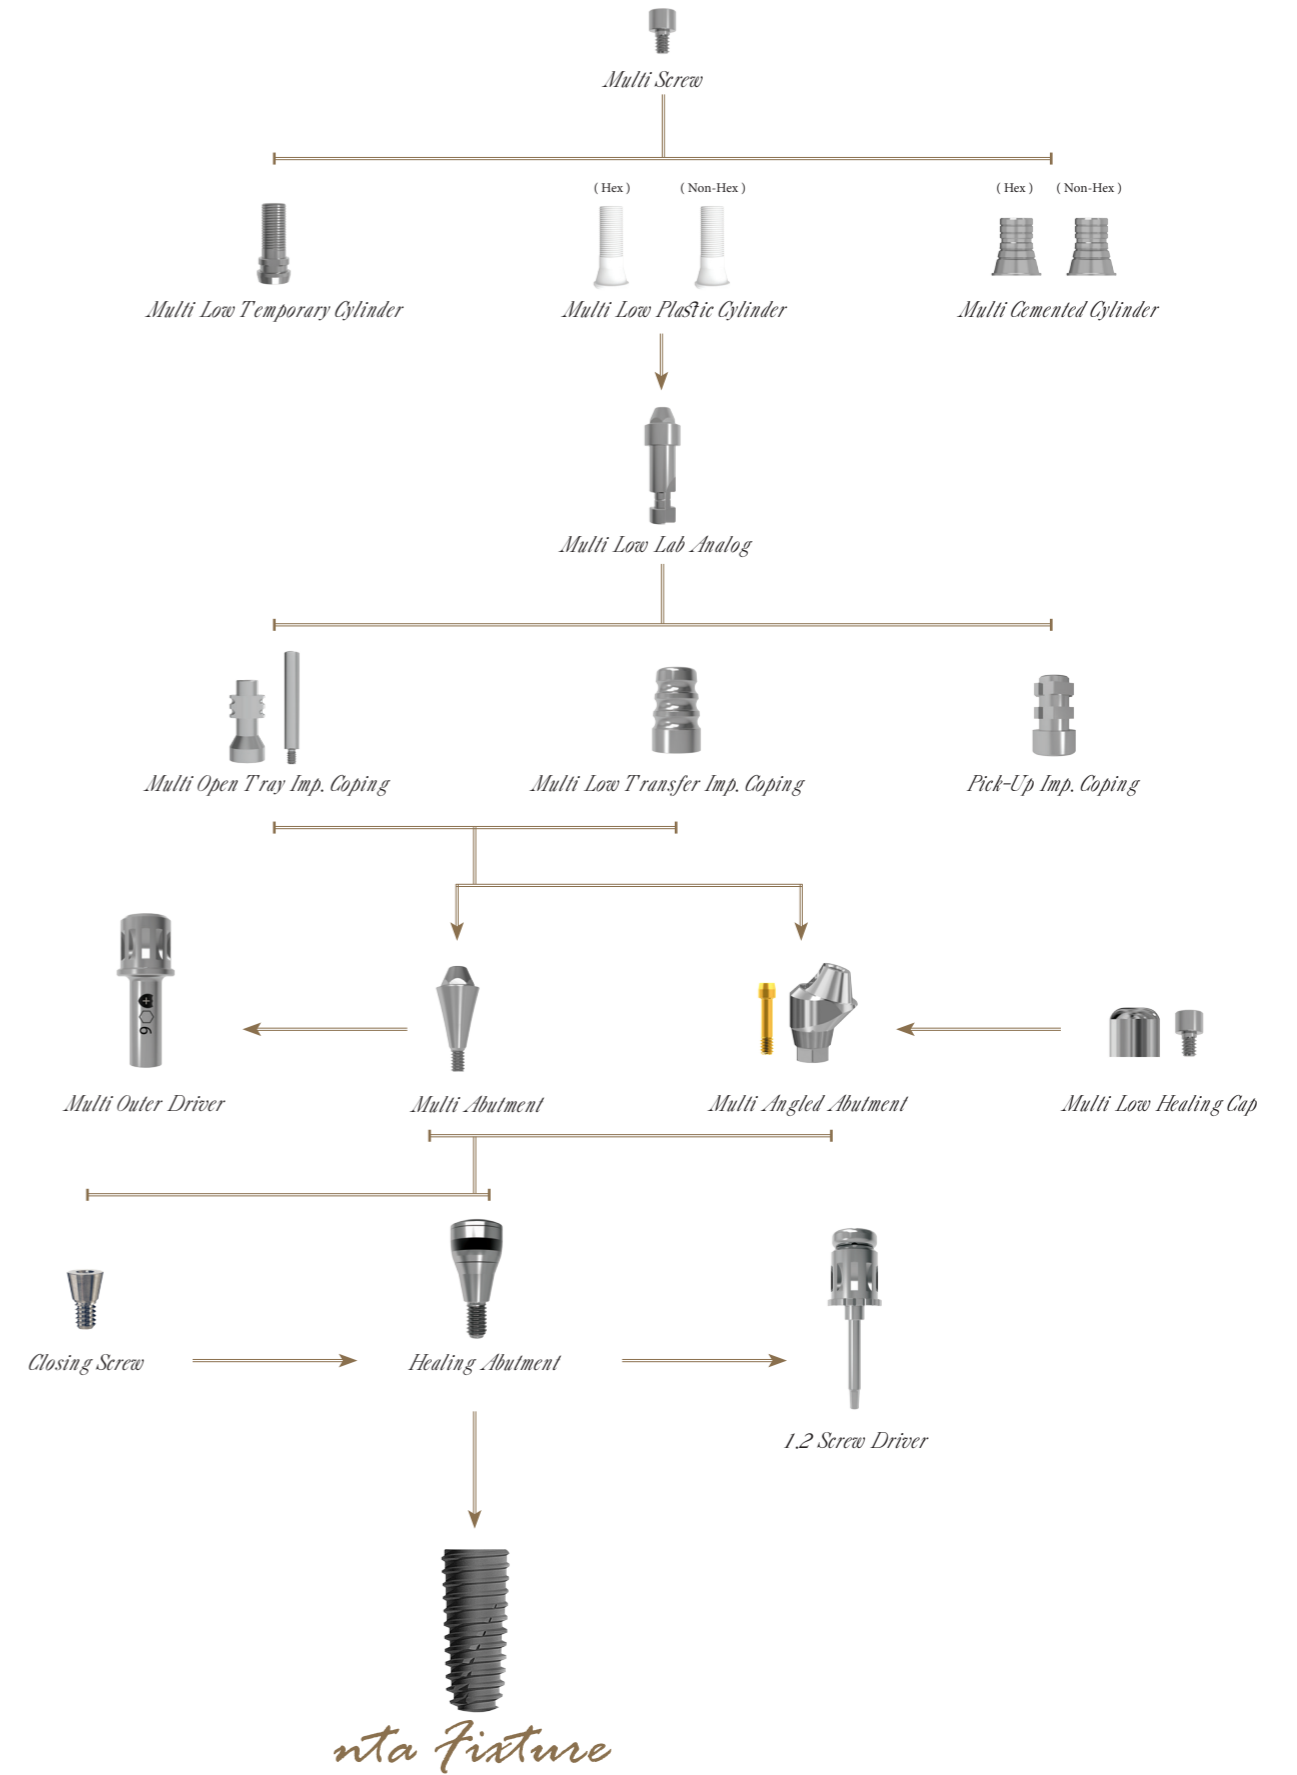 Multi Screw
( Hex )
( Non-Hex )
( Hex )
( Non-Hex )
Multi Low Temporary Cylinder
Multi Low Plastic Cylinder
Multi Cemented Cylinder
Multi Low Lab Analog
Multi Open Tray Imp. Coping
Multi Low Transfer Imp. Coping
Pick-Up Imp. Coping
6
Multi Outer Driver
Multi Abutment
Multi Angled Abutment
Multi Low Healing Cap
Closing Screw
Healing Abutment
1.2 Screw Driver
nta Fixture